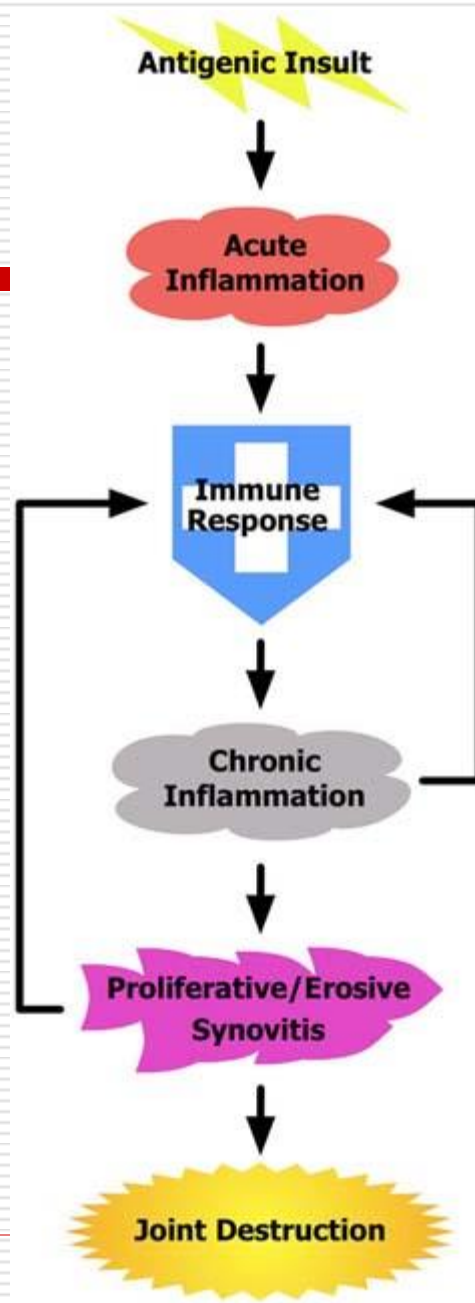 Antigenic Insult
Acute
Inflammation
Immune
Response
Chronic
Inflammation
Proliferative/Erosive
Synovitis
Joint Destruction